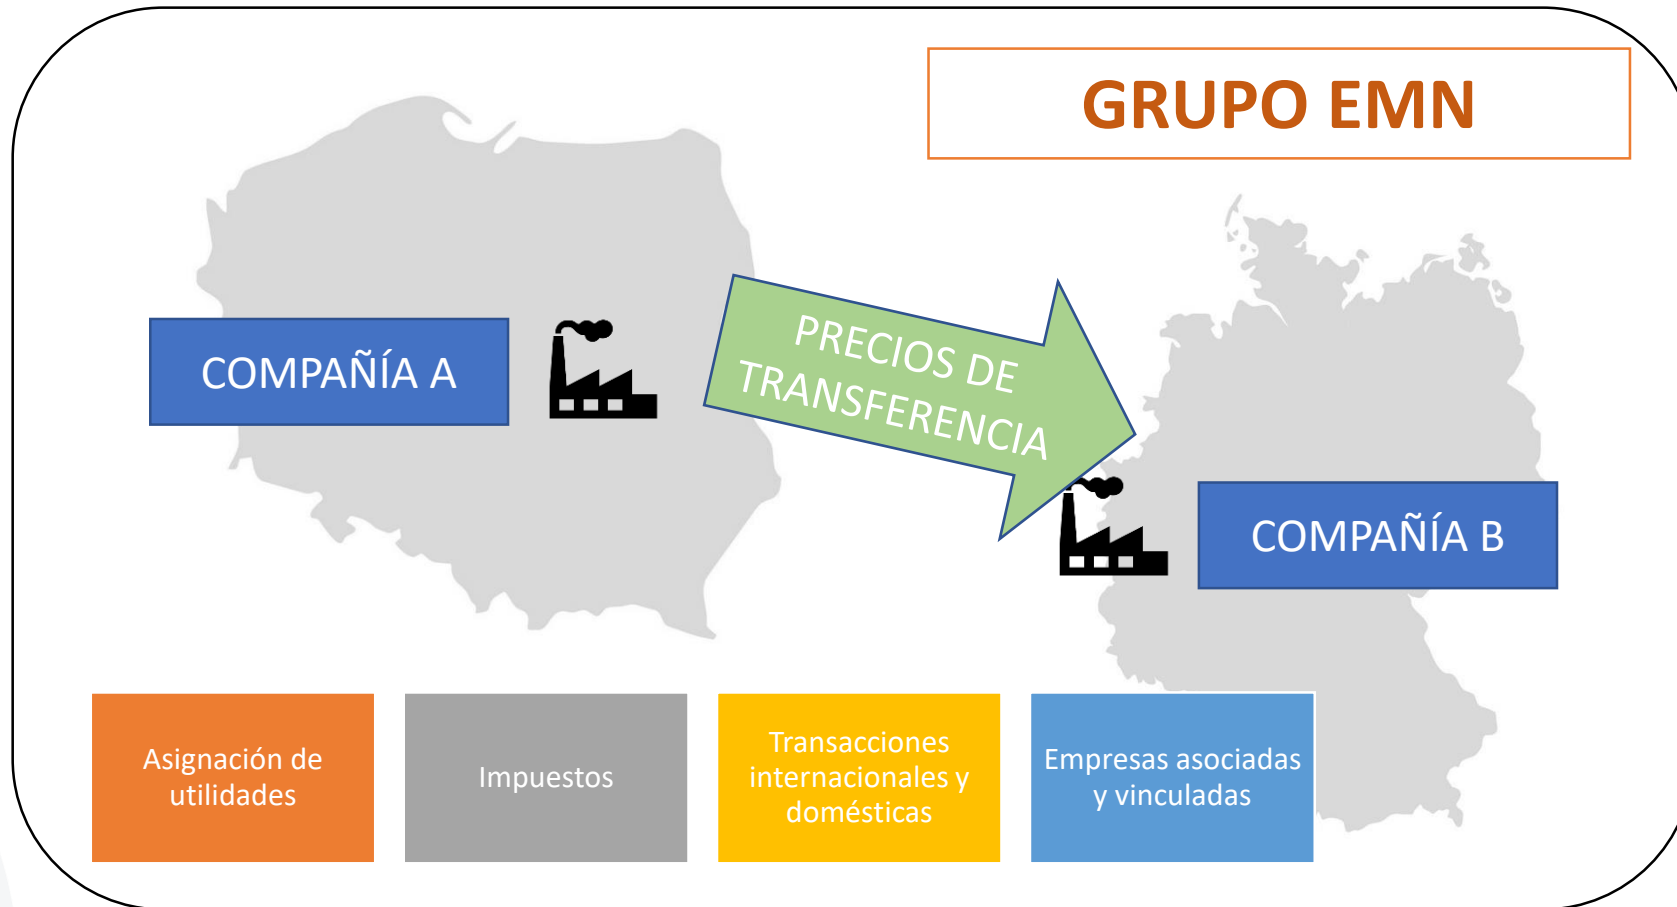 GRUPO EMN
COMPAÑÍA A
PRECIOS DE
TRANSFERENCIA
COMPAÑÍA B
Asignación de
utilidades
Impuestos
Transacciones
internacionales y
domésticas
Empresas asociadas
y vinculadas